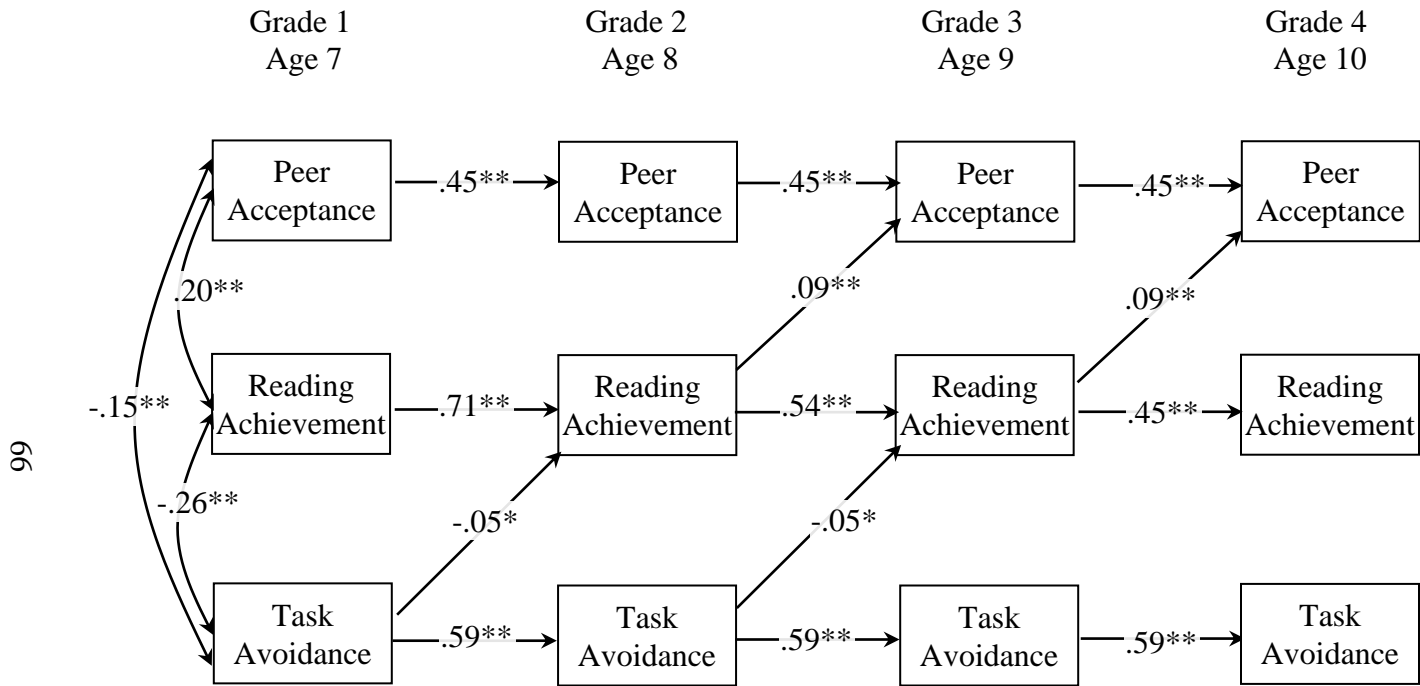 Grade 1
Age 7
Grade 2
Age 8
Grade 3
Age 9
Grade 4
Age 10
Peer
Acceptance
.45**
Peer
Acceptance
.45**
Peer
Acceptance
.45**
Peer
Acceptance
.20**
.09**
.09**
-.15**
Reading
Achievement
.71**
Reading
Achievement
.54**
Reading
Achievement
.45**
Reading
Achievement
66
-.26**
-.05*
-.05*
Task
Avoidance
.59**
Task
Avoidance
.59**
Task
Avoidance
.59**
Task
Avoidance